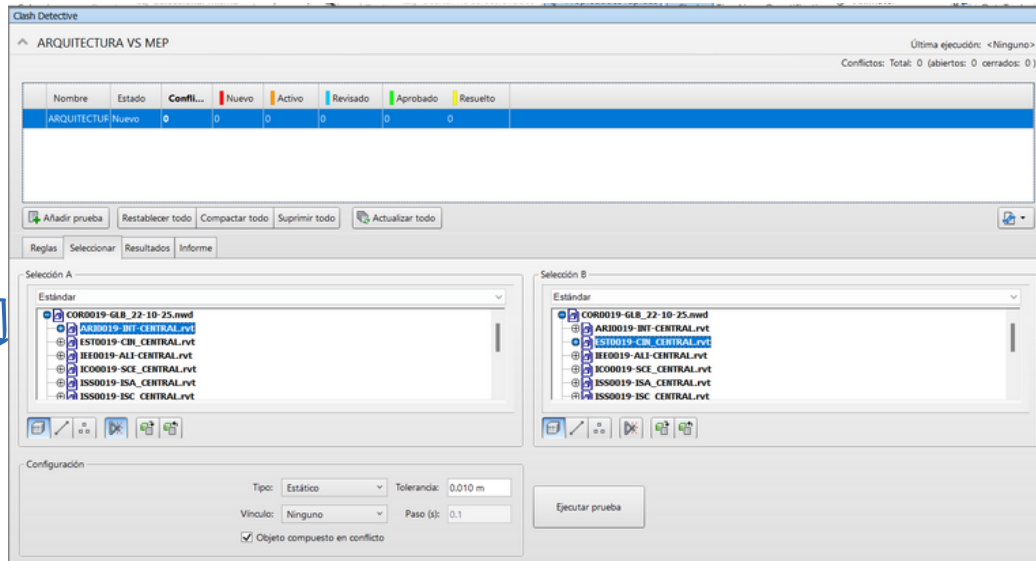 Clash Detective
ARQUITECTURA VS MEP
Última ejecución: <Ninguno>
Conflictos: Total: 0 (abiertos: 0 cerrados: 0)
Nombre Estado Confli... Nuevo Activo Revisado Aprobado Resuelto
ARQUITECTUR Nuevo 0 0 0 0 0 0
Añadir prueba Restablecer todo Compactar todo Suprimir todo Actualizar todo
Reglas Seleccionar Resultados Informe
Selección A
Estándar
COR0019-GLB_22-10-25.nwd
ARI0019-INT-CENTRAL.rvt
EST0019-CIN_CENTRAL.rvt
IEE0019-ALI-CENTRAL.rvt
ICO0019-SCE_CENTRAL.rvt
ISS0019-ISA_CENTRAL.rvt
ISS0019-ISC_CENTRAL.rvt
Selección B
Estándar
COR0019-GLB_22-10-25.nwd
ARI0019-INT-CENTRAL.rvt
EST0019-CIN_CENTRAL.rvt
IEE0019-ALI-CENTRAL.rvt
ICO0019-SCE_CENTRAL.rvt
ISS0019-ISA_CENTRAL.rvt
ISS0019-ISC_CENTRAL.rvt
Configuración
Tipo: Estático Tolerancia: 0.010 m
Vínculo: Ninguno Paso (s): 0.1
Objeto compuesto en conflicto
Ejecutar prueba